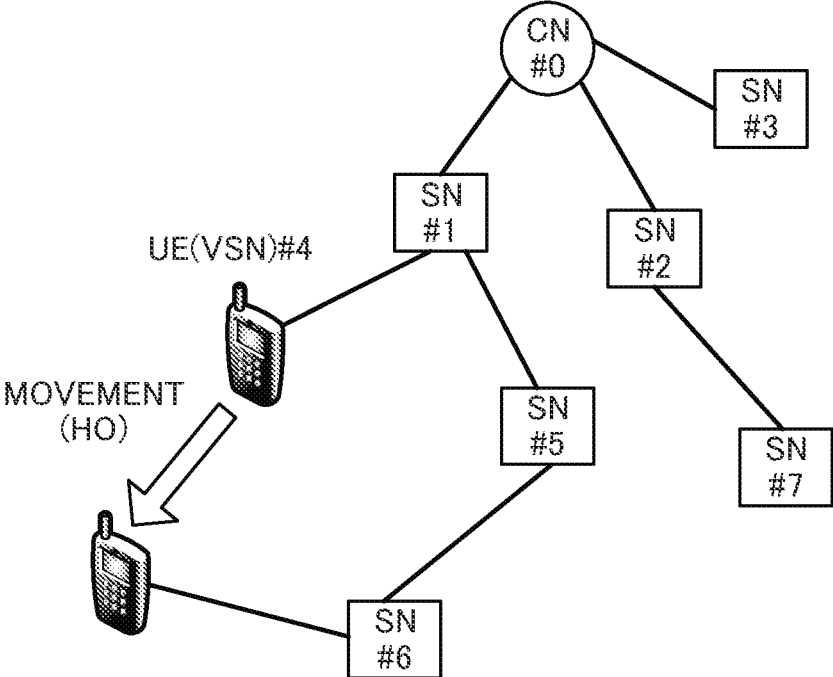 CN
#0
SN
#3
SN
#1
SN
#2
UE(VSN)#4
MOVEMENT
(HO)
SN
#5
SN
#7
SN
#6